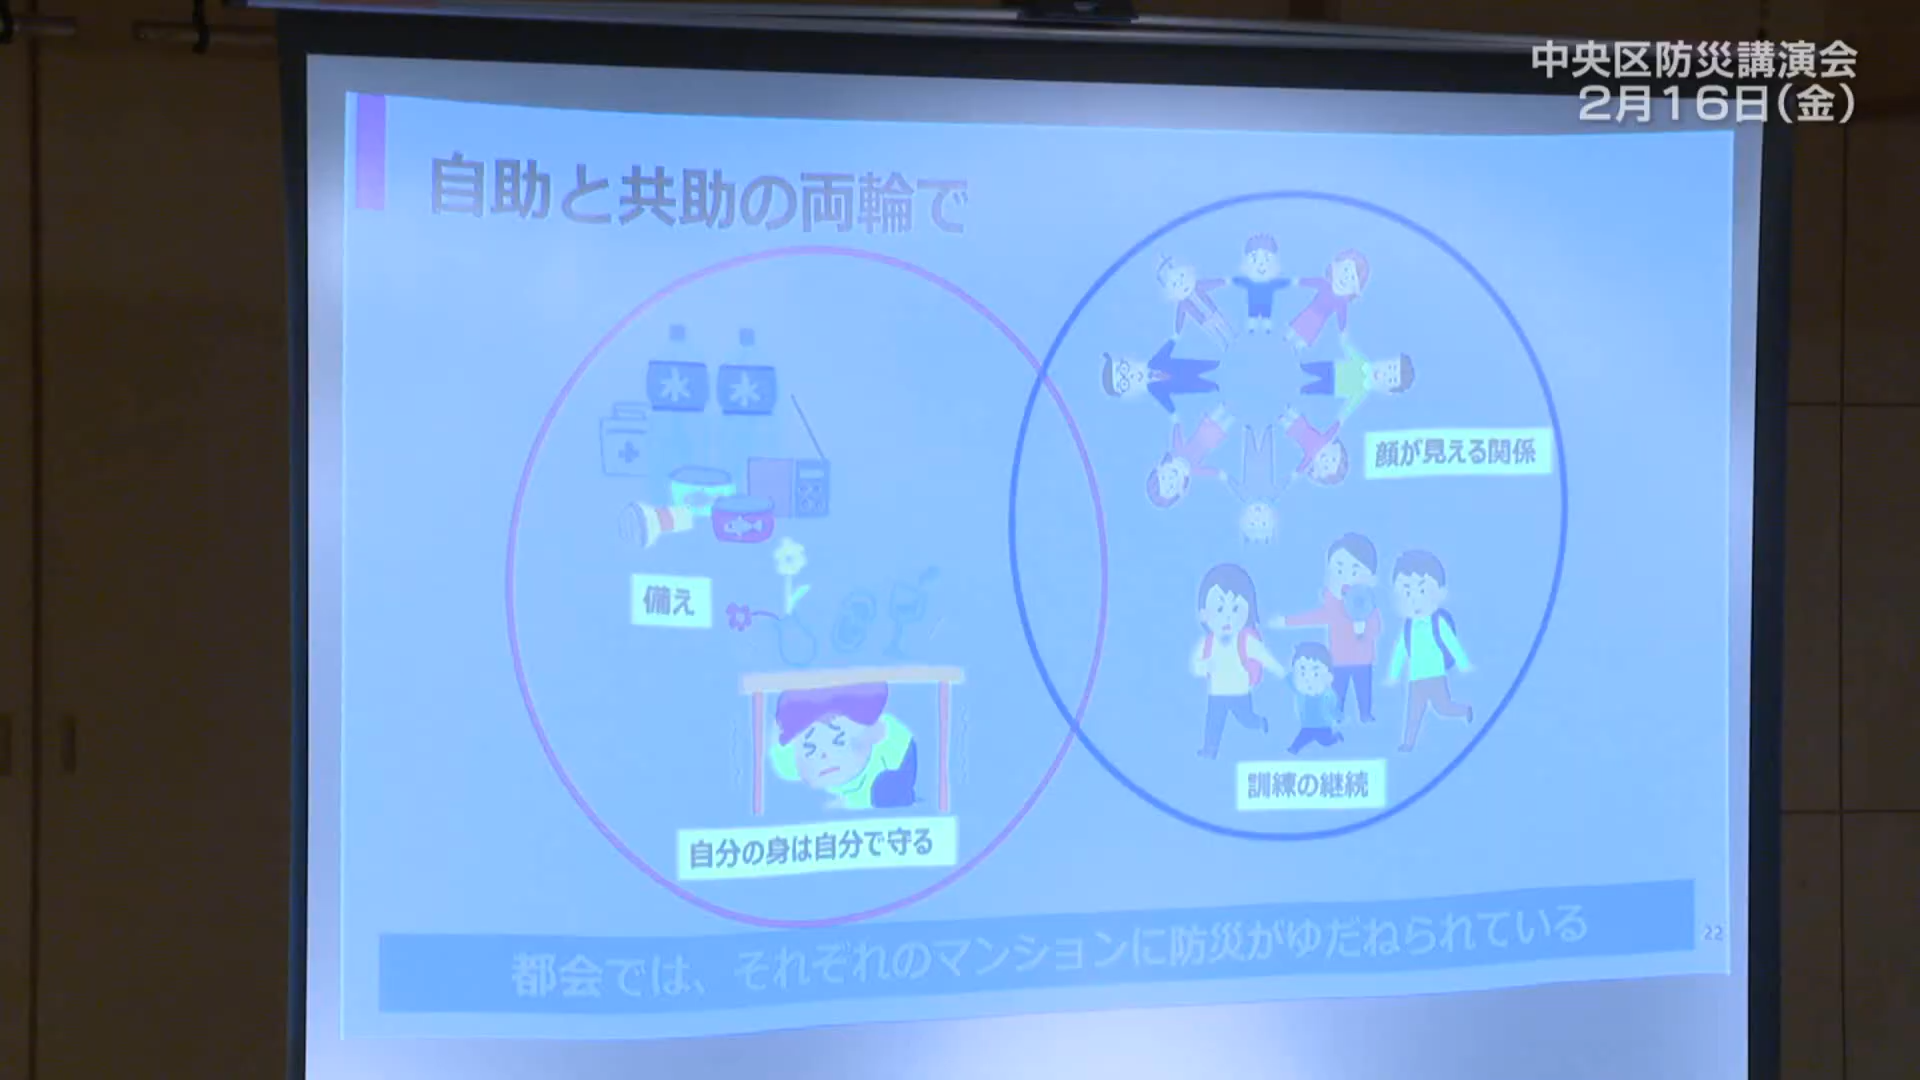 中央区防災講演会
2月16日(金)
自助と共助の両輪で
水 水
顔が見える関係
備え
訓練の継続
自分の身は自分で守る
都会では、それぞれのマンションに防災がゆだねられている
22